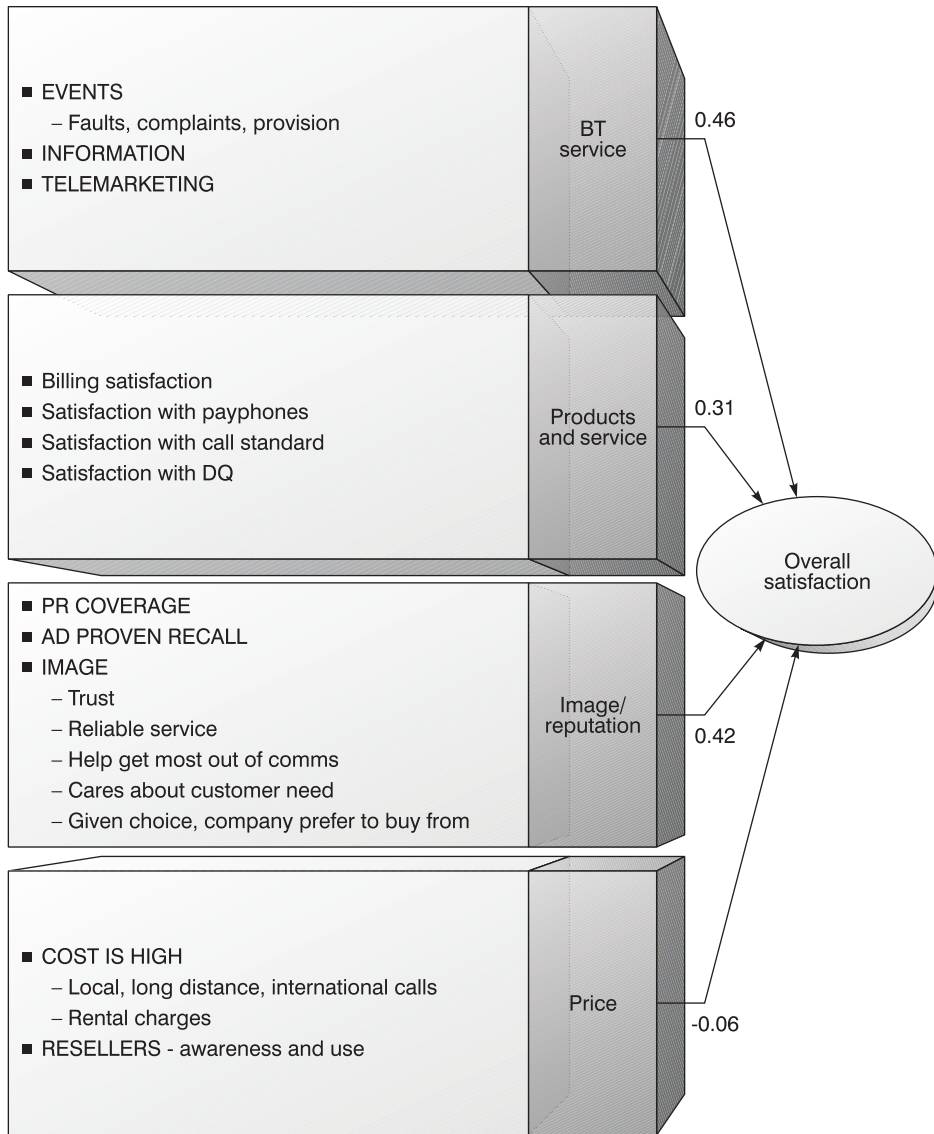 ■ EVENTS
– Faults, complaints, provision
■ INFORMATION
■ TELEMARKETING
BT
service
0.46
■ Billing satisfaction
■ Satisfaction with payphones
■ Satisfaction with call standard
■ Satisfaction with DQ
Products
and service
0.31
Overall
satisfaction
■ PR COVERAGE
■ AD PROVEN RECALL
■ IMAGE
– Trust
– Reliable service
– Help get most out of comms
– Cares about customer need
– Given choice, company prefer to buy from
Image/
reputation
0.42
■ COST IS HIGH
– Local, long distance, international calls
– Rental charges
■ RESELLERS - awareness and use
Price
-0.06